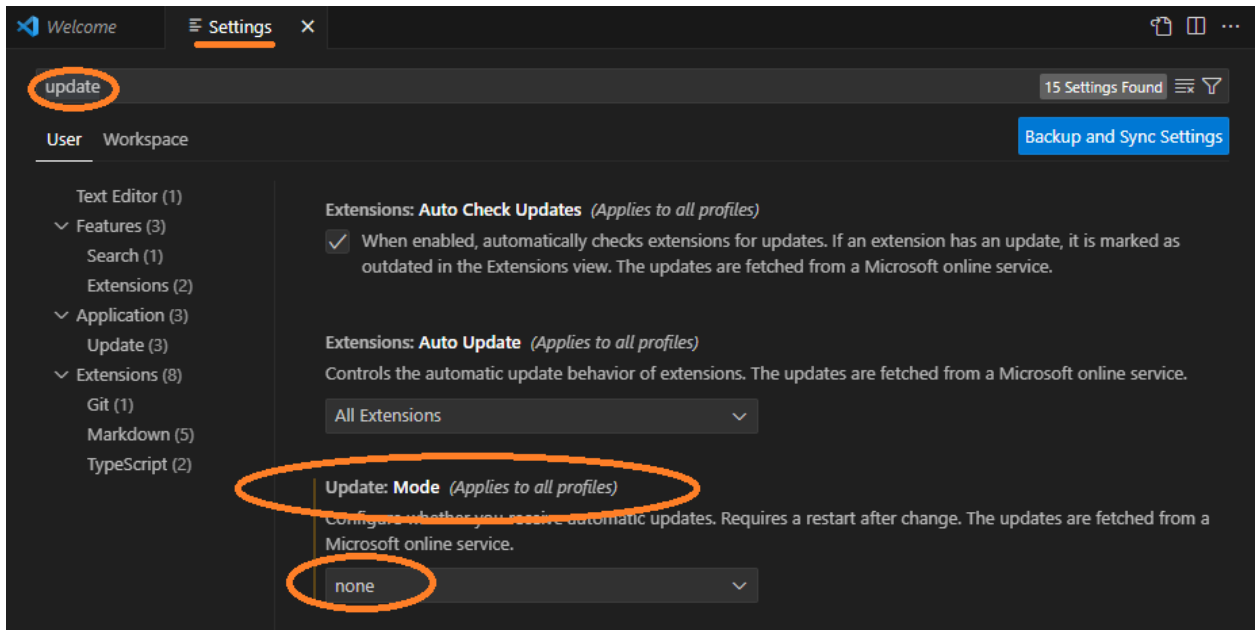 Welcome
Settings
update
15 Settings Found
User Workspace
Backup and Sync Settings
Text Editor (1)
Features (3)
Search (1)
Extensions (2)
Application (3)
Update (3)
Extensions (8)
Git (1)
Markdown (5)
TypeScript (2)
Extensions: Auto Check Updates (Applies to all profiles)
When enabled, automatically checks extensions for updates. If an extension has an update, it is marked as
outdated in the Extensions view. The updates are fetched from a Microsoft online service.
Extensions: Auto Update (Applies to all profiles)
Controls the automatic update behavior of extensions. The updates are fetched from a Microsoft online service.
All Extensions
Update: Mode (Applies to all profiles)
Configure whether you receive automatic updates. Requires a restart after change. The updates are fetched from a
Microsoft online service.
none